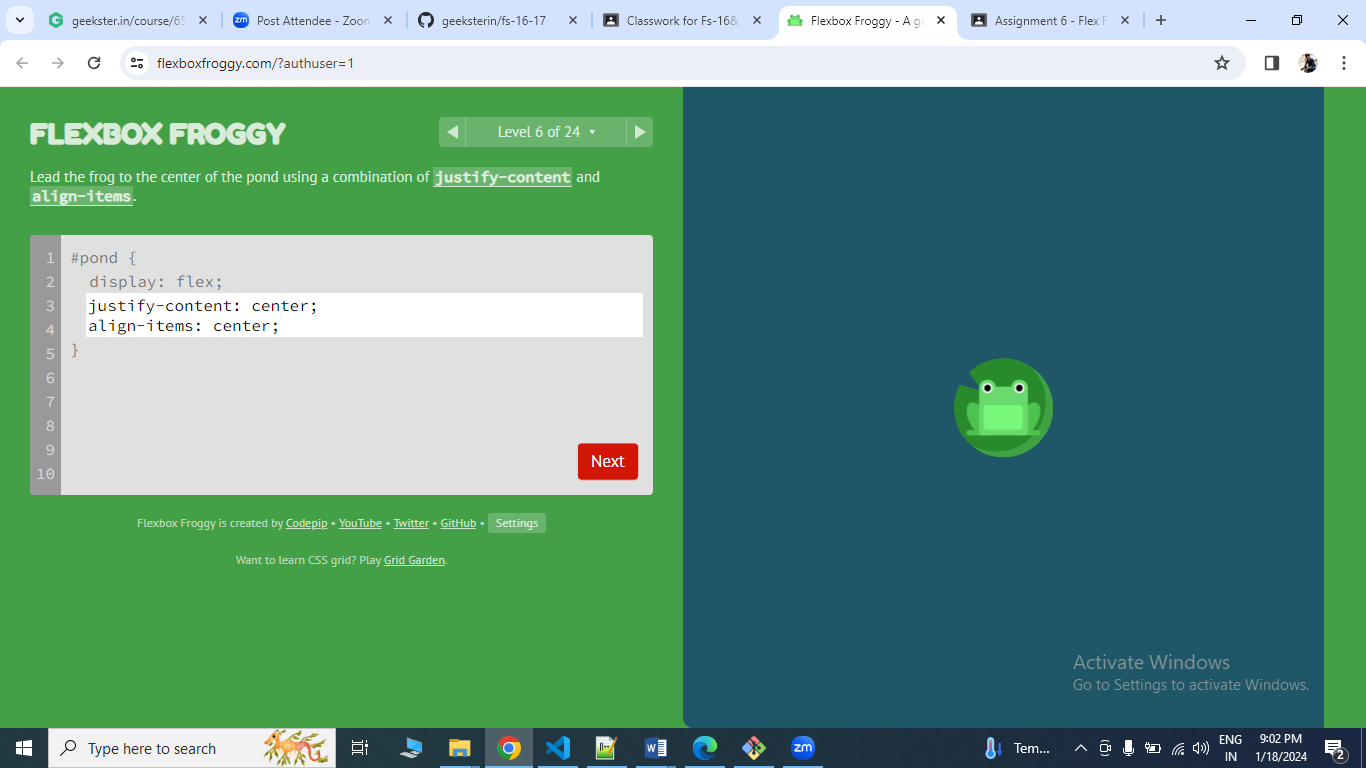 geekster.in/course/65
Post Attendee - Zoom
geeksterin/fs-16-17
Classwork for Fs-16&
Flexbox Froggy - A ga
Assignment 6 - Flex F
flexboxfroggy.com/?authuser=1
FLEXBOX FROGGY
Level 6 of 24
Lead the frog to the center of the pond using a combination of justify-content and
align-items.
1 #pond {
2 display: flex;
3 justify-content: center;
4 align-items: center;
5 }
6
7
8
9
10
Next
Flexbox Froggy is created by Codepip • YouTube • Twitter • GitHub • Settings
Want to learn CSS grid? Play Grid Garden.
Activate Windows
Go to Settings to activate Windows.
Type here to search
zm
Tem...
ENG
IN
9:02 PM
1/18/2024
2